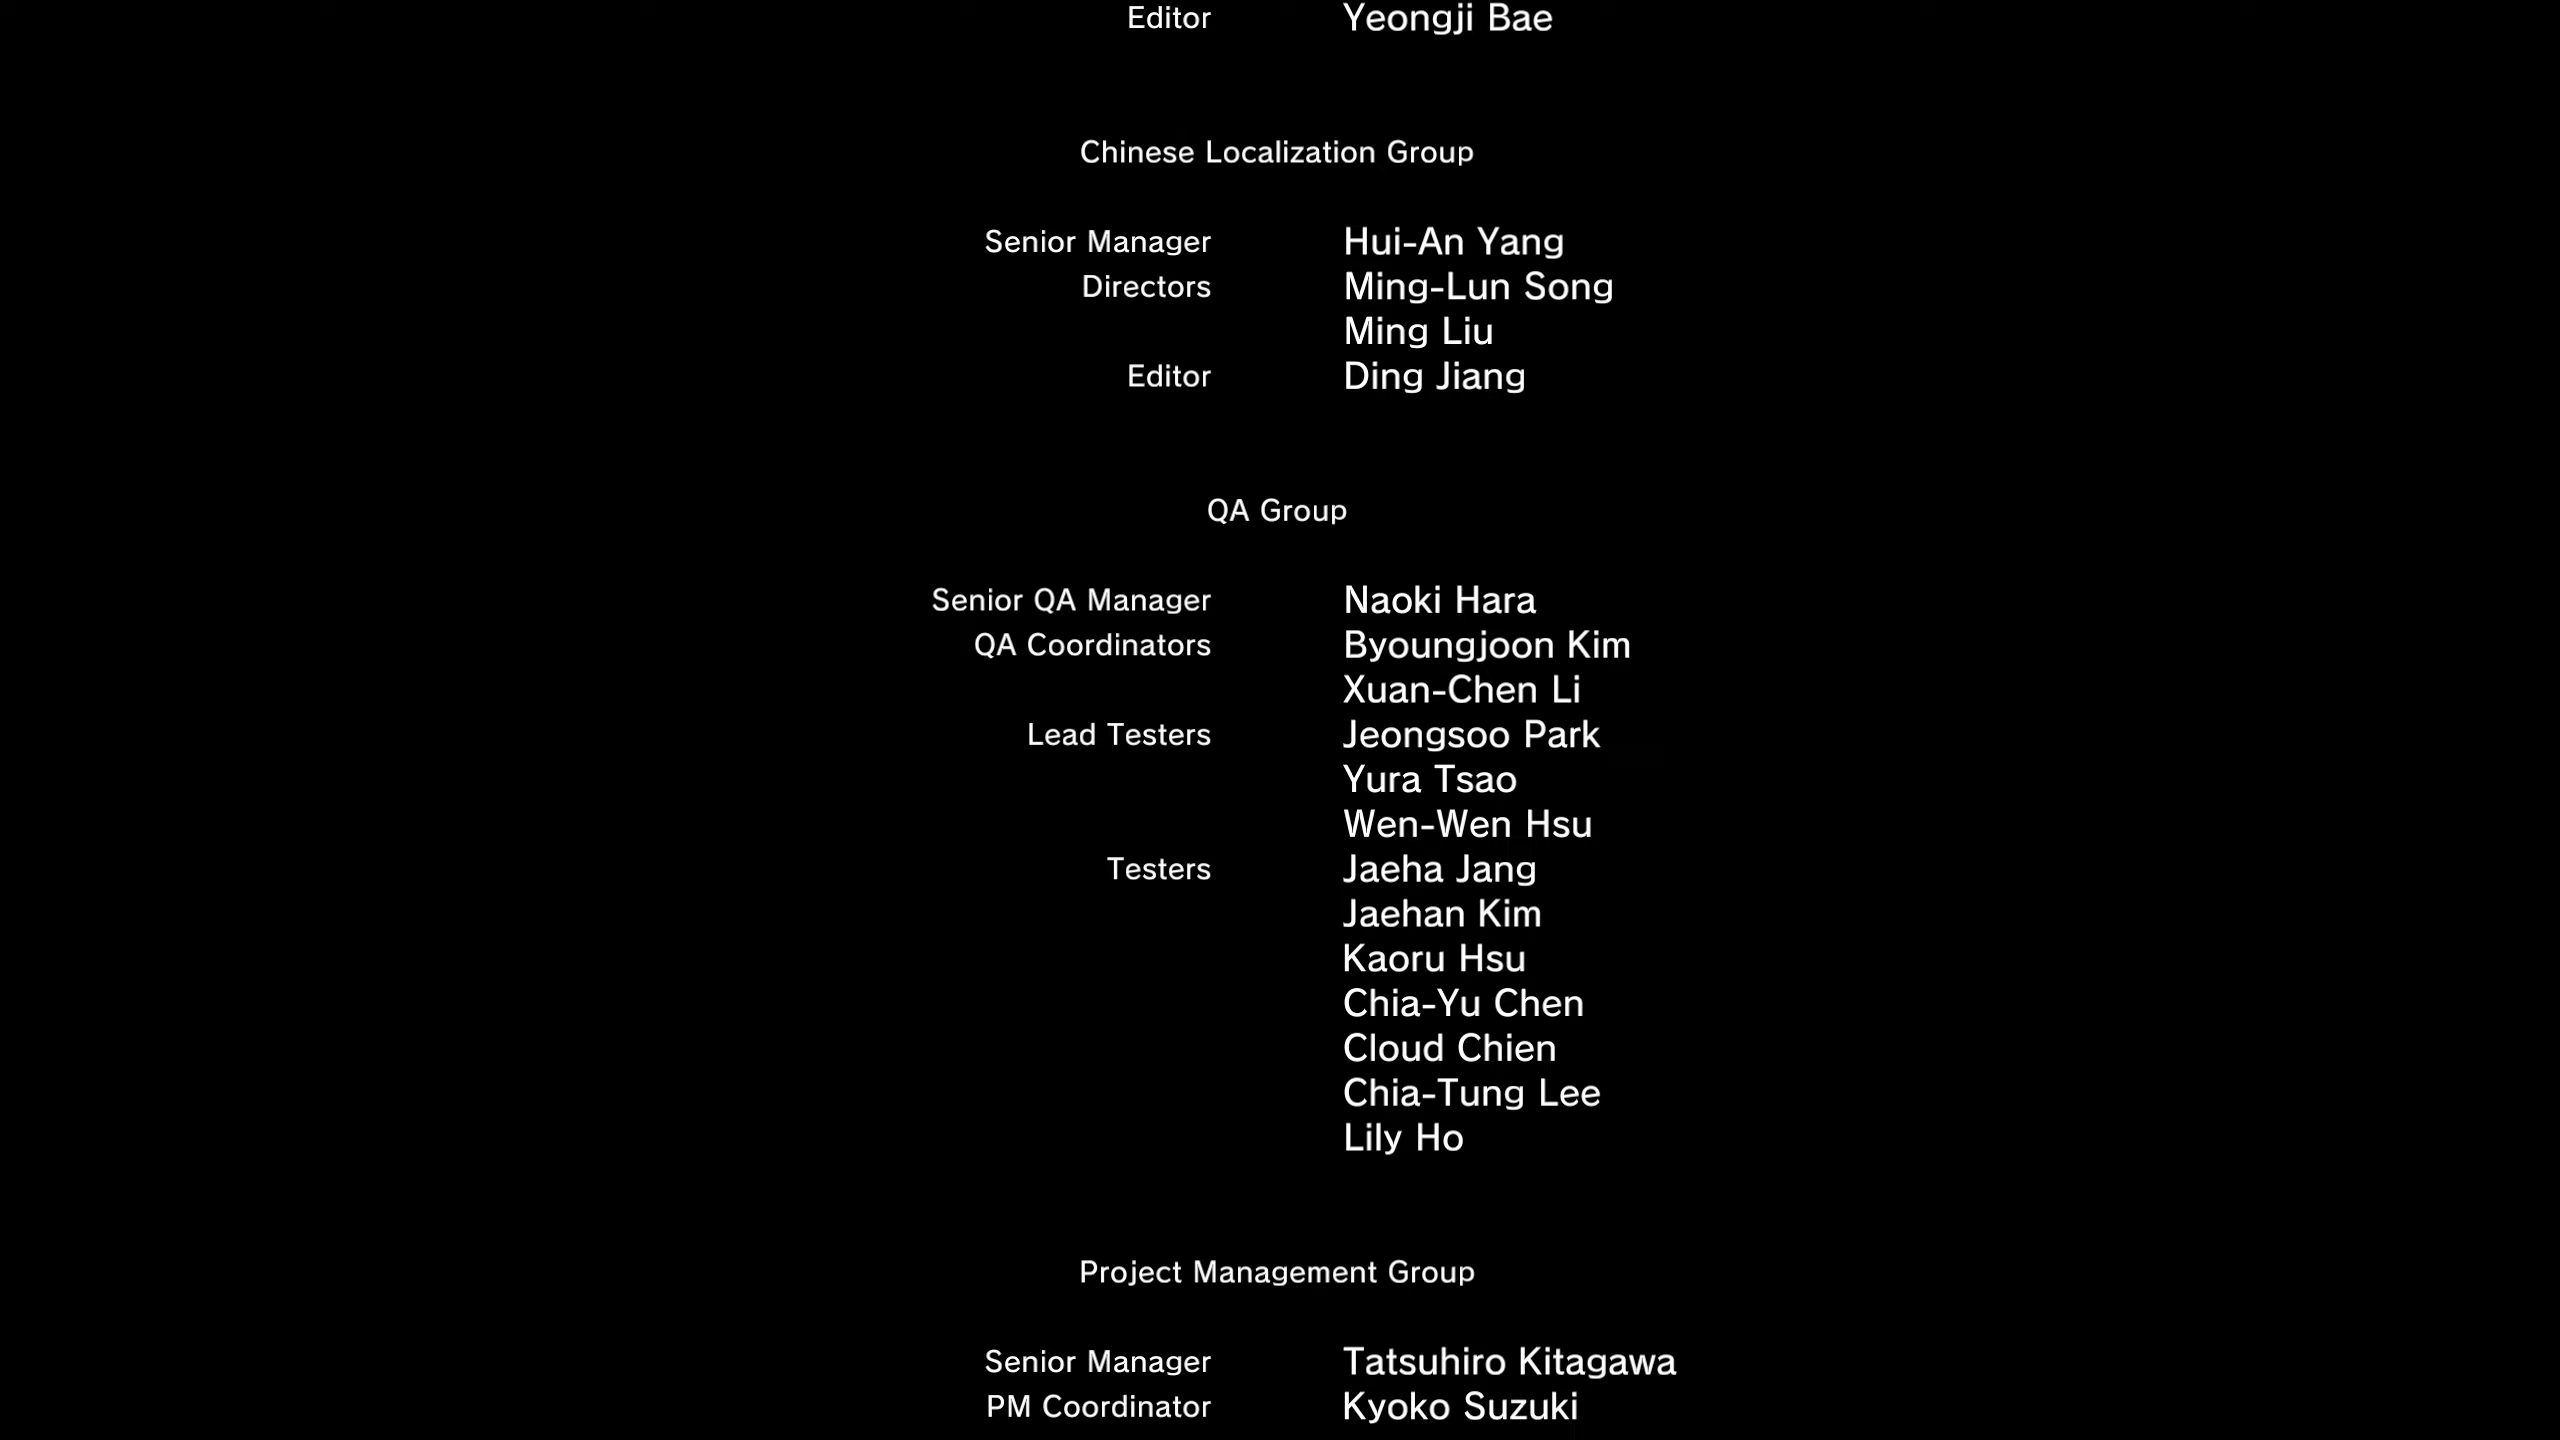 Editor Yeongji Bae
Chinese Localization Group
Senior Manager Hui-An Yang
Directors Ming-Lun Song
Ming Liu
Editor Ding Jiang
QA Group
Senior QA Manager Naoki Hara
QA Coordinators Byoungjoon Kim
Xuan-Chen Li
Lead Testers Jeongsoo Park
Yura Tsao
Wen-Wen Hsu
Testers Jaeha Jang
Jaehan Kim
Kaoru Hsu
Chia-Yu Chen
Cloud Chien
Chia-Tung Lee
Lily Ho
Project Management Group
Senior Manager Tatsuhiro Kitagawa
PM Coordinator Kyoko Suzuki